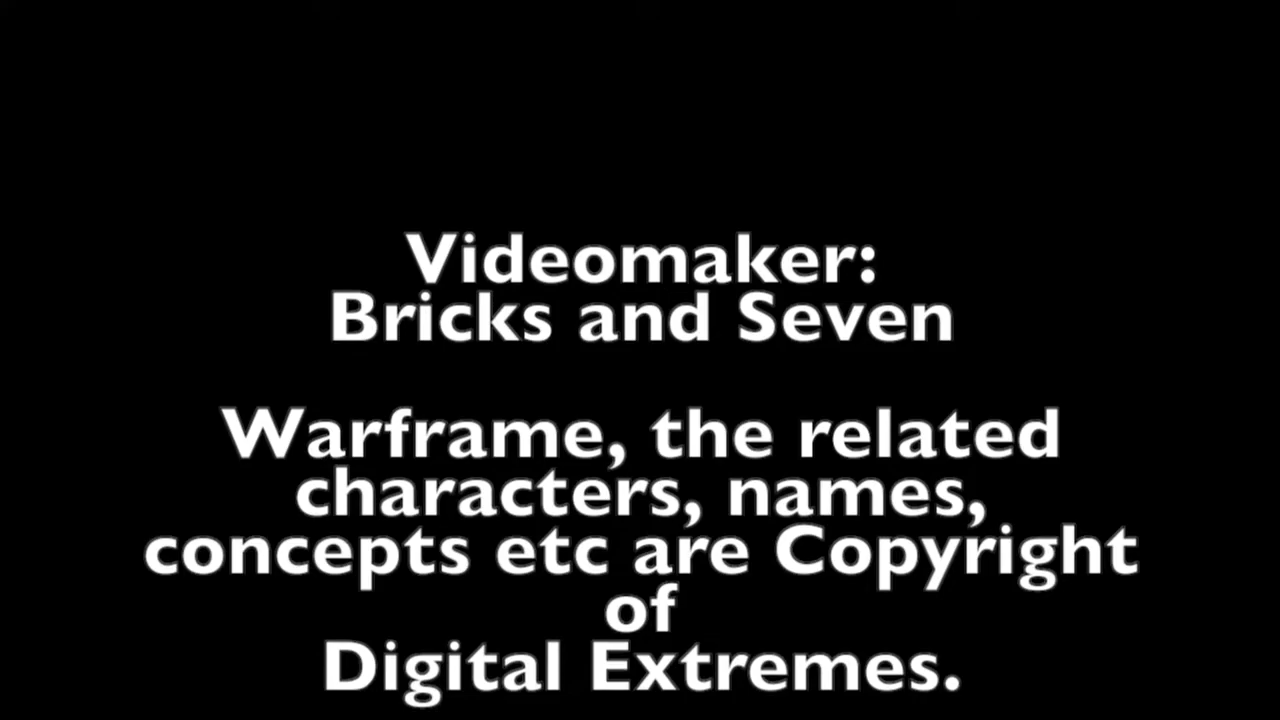 Videomaker:
Bricks and Seven
Warframe, the related
characters, names,
concepts etc are Copyright
of
Digital Extremes.